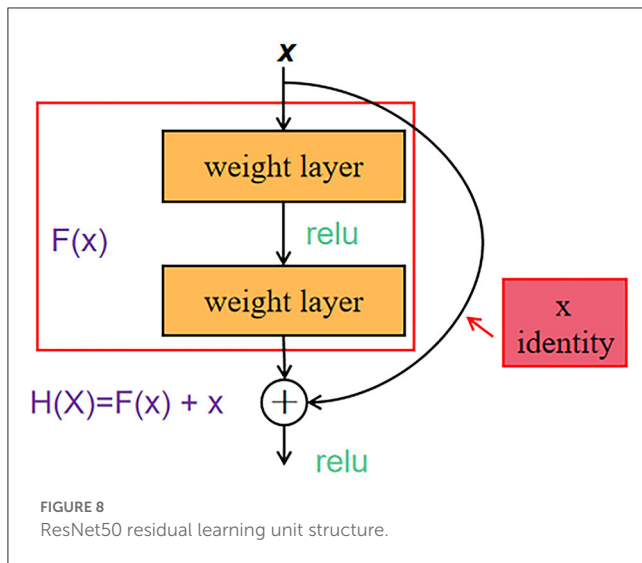 x
weight layer
relu
F(x)
weight layer
x
identity
H(X)=F(x) + x
+
relu
FIGURE 8
ResNet50 residual learning unit structure.